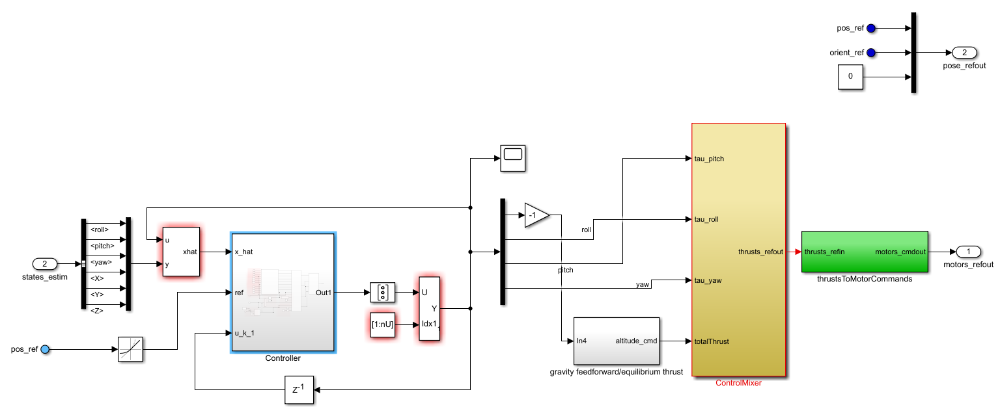 pos_ref
orient_ref
0
2
pose_refout
2
states_estim
<roll>
<pitch>
<yaw>
<X>
<Y>
<Z>
pos_ref
u
y
xhat
x_hat
ref
u_k_1
Out1
Controller
Z-1
[1:nU]
U
Idx1
Y
1
-1
roll
pitch
yaw
In4
altitude_cmd
gravity feedforward/equilibrium thrust
tau_pitch
tau_roll
tau_yaw
totalThrust
thrusts_refout
ControlMixer
thrusts_refin
motors_cmdout
thrustsToMotorCommands
1
motors_refout